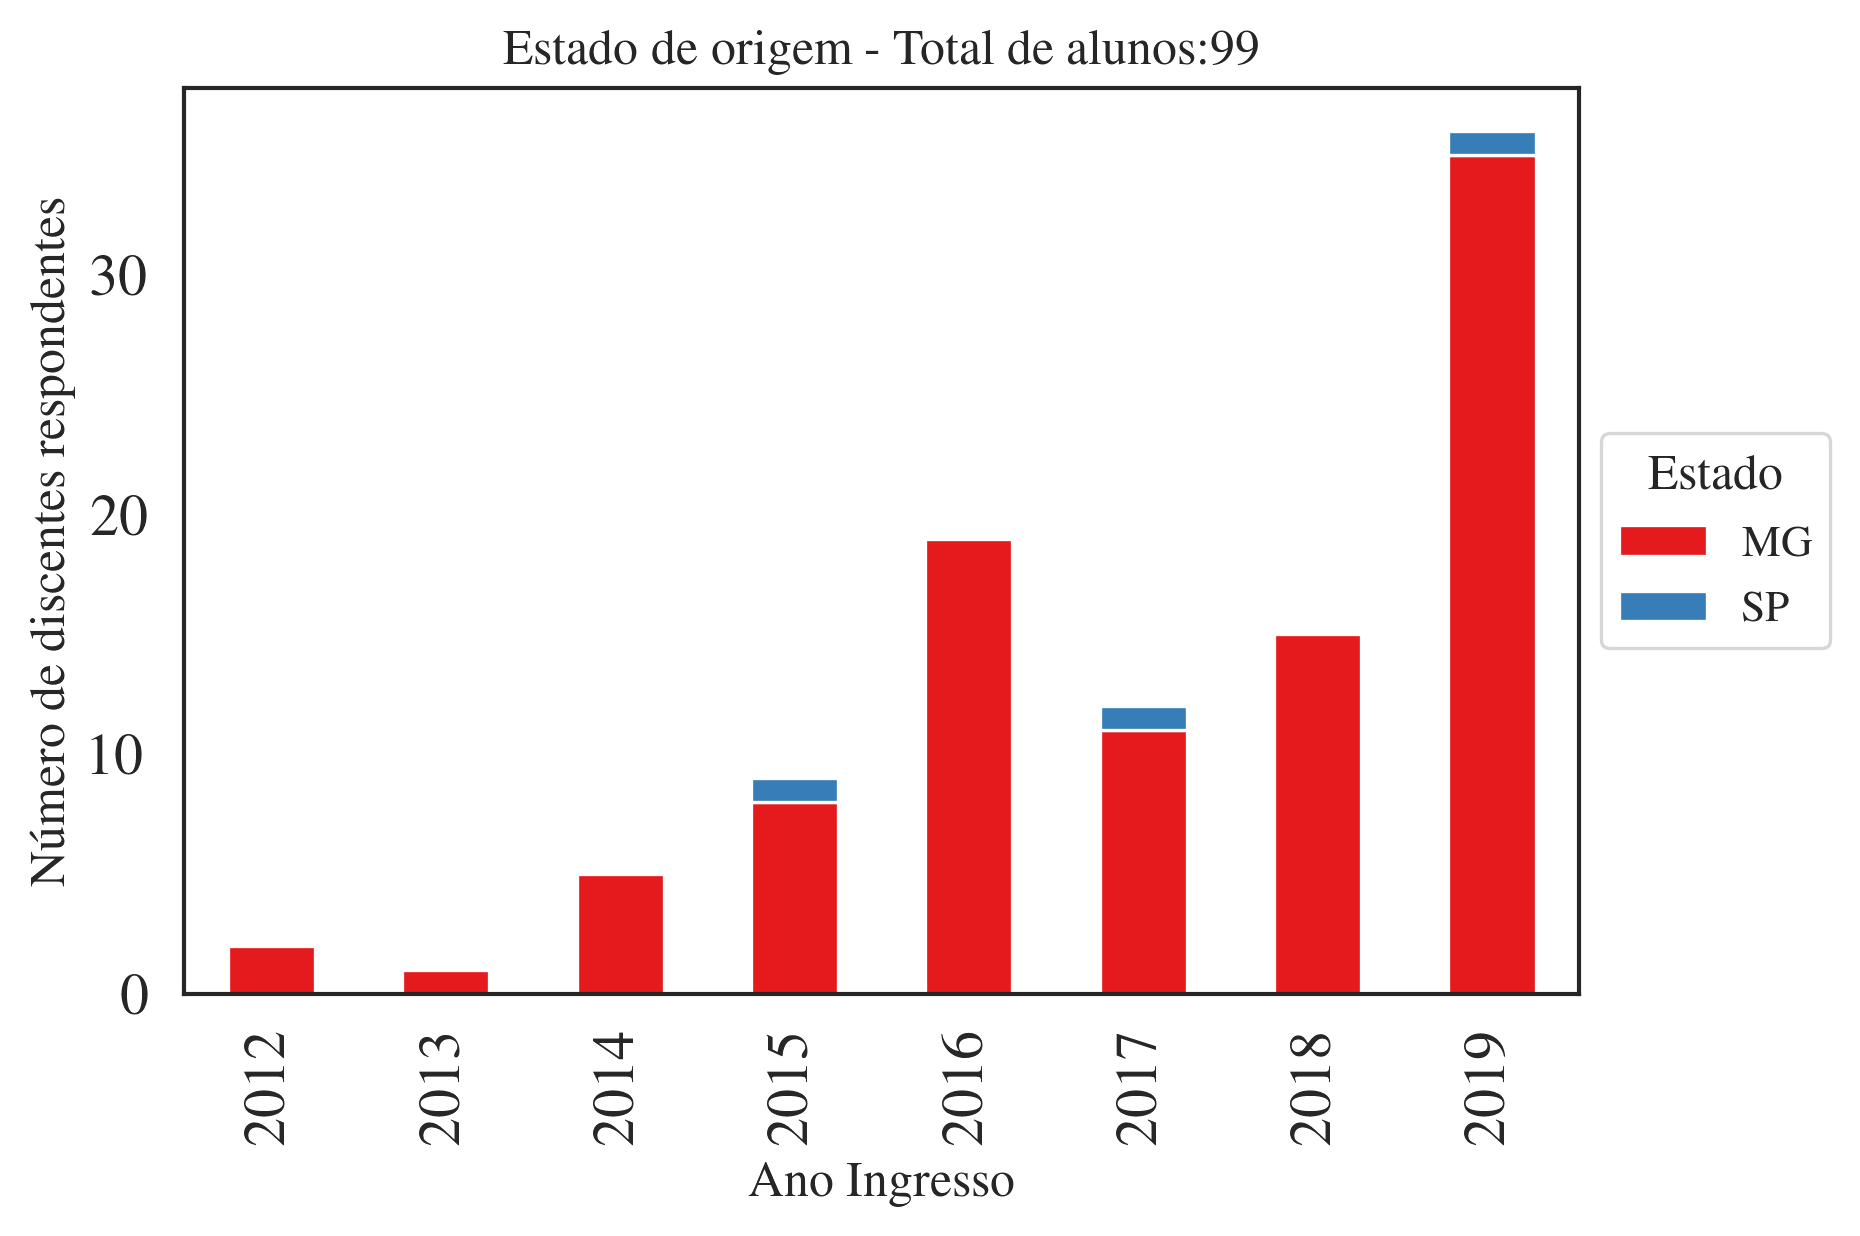 Estado de origem - Total de alunos:99
Número de discentes respondentes
30
20
10
0
2012
2013
2014
2015
2016
2017
2018
2019
Ano Ingresso
Estado
MG
SP